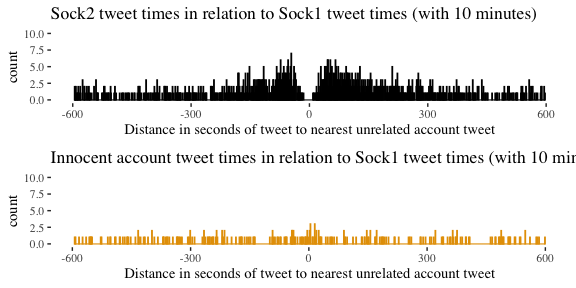 Sock2 tweet times in relation to Sock1 tweet times (with 10 minutes)
10.0
7.5
5.0
2.5
0.0
count
-600 -300 0 300 600
Distance in seconds of tweet to nearest unrelated account tweet
Innocent account tweet times in relation to Sock1 tweet times (with 10 min
10.0
7.5
5.0
2.5
0.0
count
-600 -300 0 300 600
Distance in seconds of tweet to nearest unrelated account tweet